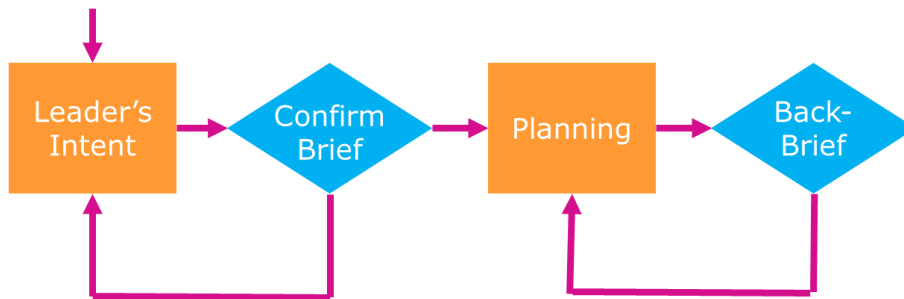 Leader's
Intent
Confirm
Brief
Planning
Back-
Brief